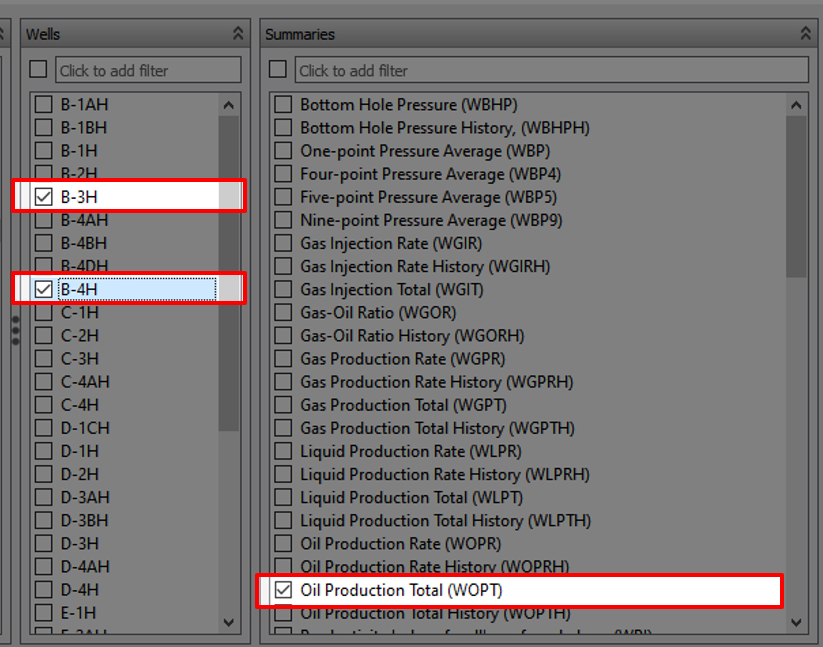 Wells
Click to add filter
B-1AH
B-1BH
B-1H
B-2H
B-3H
B-4AH
B-4BH
B-4DH
B-4H
C-1H
C-2H
C-3H
C-4AH
C-4H
D-1CH
D-1H
D-2H
D-3AH
D-3BH
D-3H
D-4AH
D-4H
E-1H
Summaries
Click to add filter
Bottom Hole Pressure (WBHP)
Bottom Hole Pressure History, (WBHPH)
One-point Pressure Average (WBP)
Four-point Pressure Average (WBP4)
Five-point Pressure Average (WBP5)
Nine-point Pressure Average (WBP9)
Gas Injection Rate (WGIR)
Gas Injection Rate History (WGIRH)
Gas Injection Total (WGIT)
Gas-Oil Ratio (WGOR)
Gas-Oil Ratio History (WGORH)
Gas Production Rate (WGPR)
Gas Production Rate History (WGPRH)
Gas Production Total (WGPT)
Gas Production Total History (WGPTH)
Liquid Production Rate (WLPR)
Liquid Production Rate History (WLPRH)
Liquid Production Total (WLPT)
Liquid Production Total History (WLPTH)
Oil Production Rate (WOPR)
Oil Production Rate History (WOPRH)
Oil Production Total (WOPT)
Oil Production Total History (WOPTH)